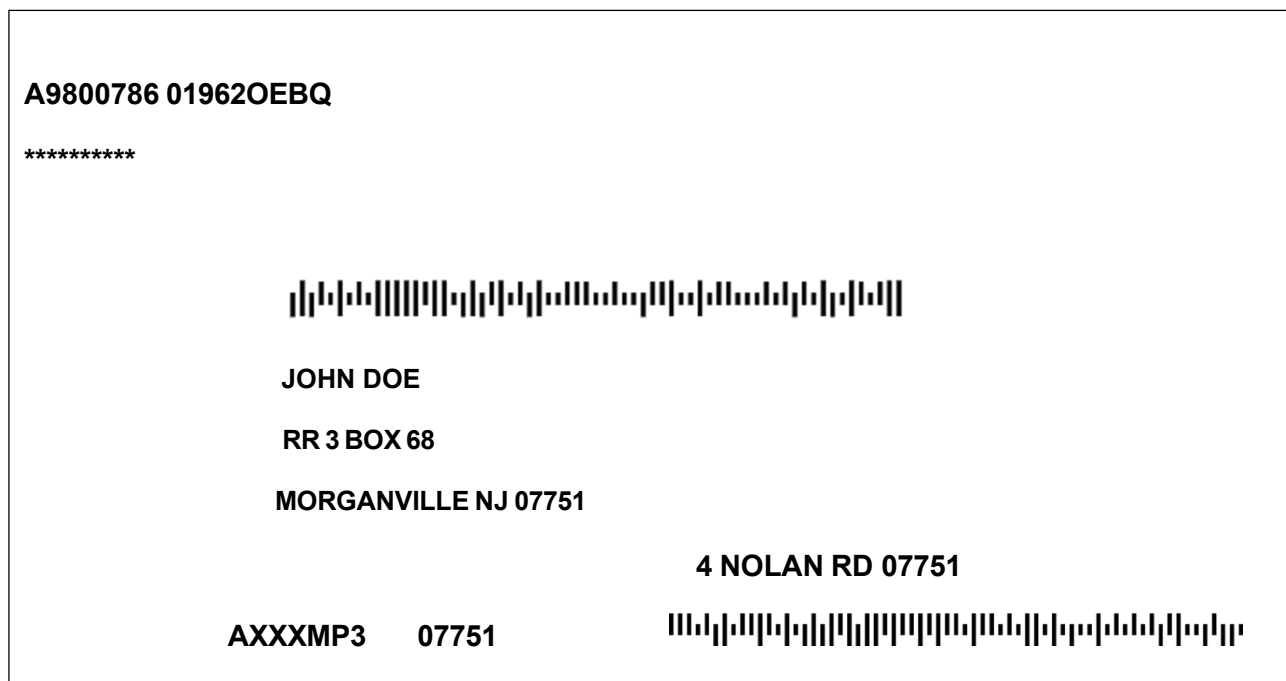 A9800786 01962OEBQ
**********
JOHN DOE
RR 3 BOX 68
MORGANVILLE NJ 07751
4 NOLAN RD 07751
AXXXMP3 07751